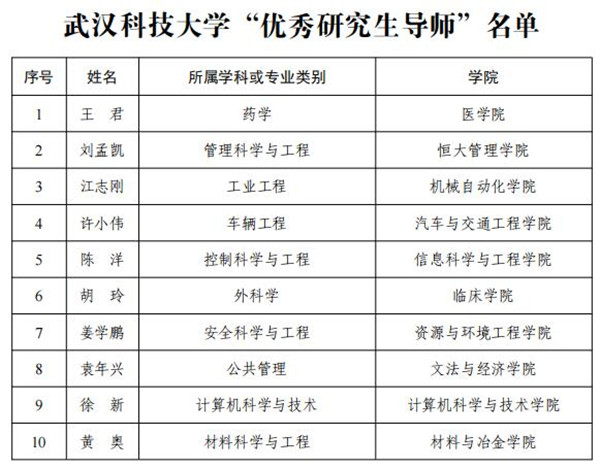 武汉科技大学“优秀研究生导师”名单
序号 姓名 所属学科或专业类别 学院
1 王 君 药学 医学院
2 刘孟凯 管理科学与工程 恒大管理学院
3 江志刚 工业工程 机械自动化学院
4 许小伟 车辆工程 汽车与交通工程学院
5 陈 洋 控制科学与工程 信息科学与工程学院
6 胡 玲 外科学 临床学院
7 姜学鹏 安全科学与工程 资源与环境工程学院
8 袁年兴 公共管理 文法与经济学院
9 徐 新 计算机科学与技术 计算机科学与技术学院
10 黄 奥 材料科学与工程 材料与冶金学院